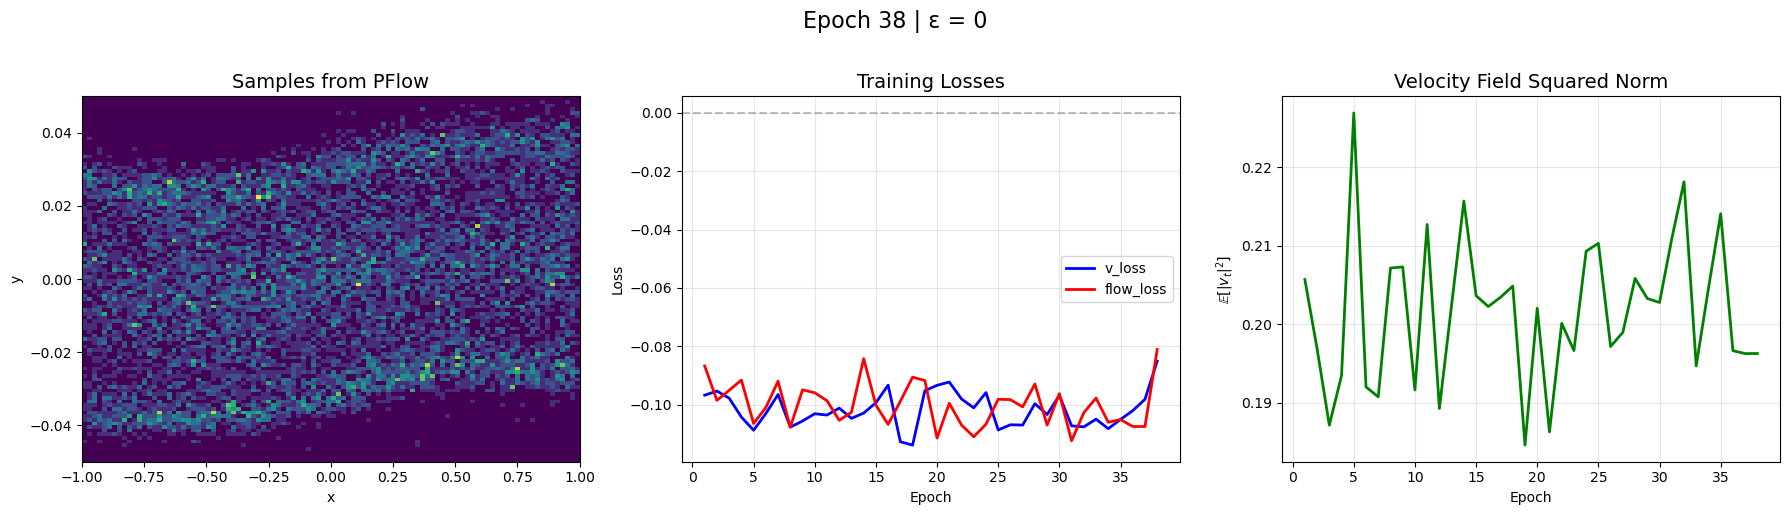 Epoch 38 | ε = 0
Samples from PFlow
y
0.04
0.02
0.00
−0.02
−0.04
−1.00 −0.75 −0.50 −0.25 0.00 0.25 0.50 0.75 1.00
x
Training Losses
Loss
0.00
−0.02
−0.04
−0.06
−0.08
−0.10
v_loss
flow_loss
0 5 10 15 20 25 30 35
Epoch
Velocity Field Squared Norm
𝔼[|v_t|²]
0.22
0.21
0.20
0.19
0 5 10 15 20 25 30 35
Epoch